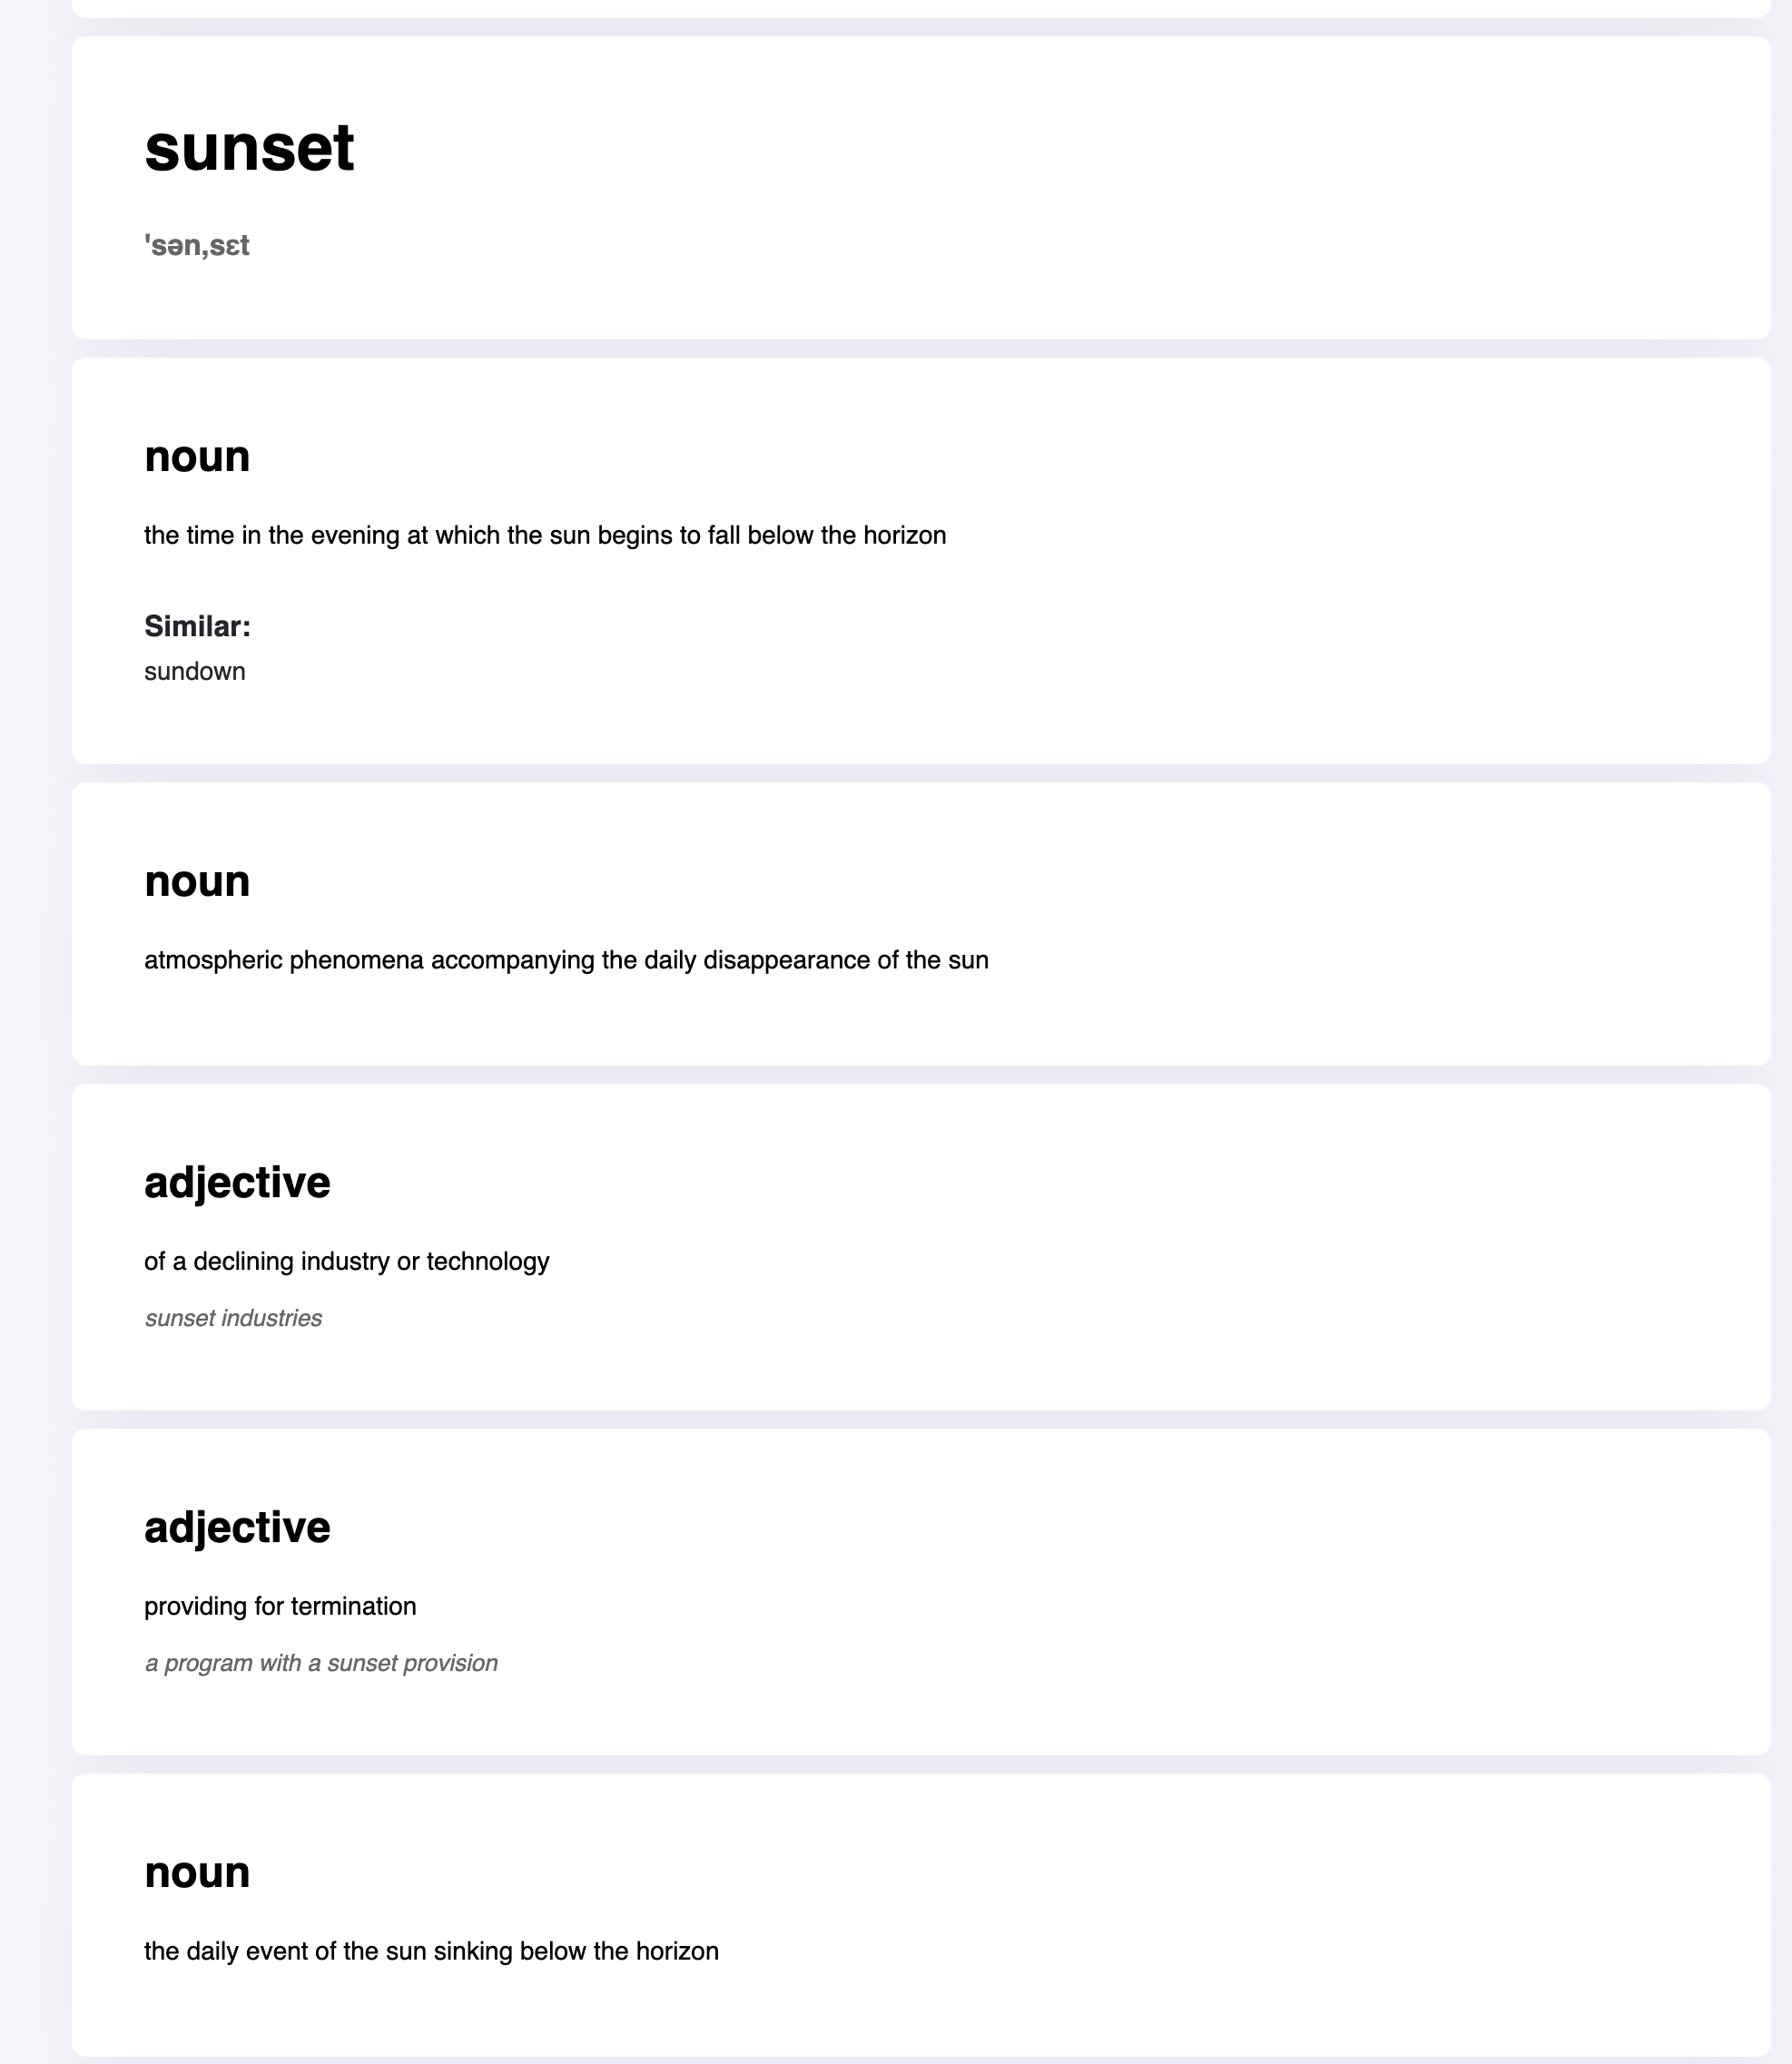 sunset
'sən,sɛt
noun
the time in the evening at which the sun begins to fall below the horizon
Similar:
sundown
noun
atmospheric phenomena accompanying the daily disappearance of the sun
adjective
of a declining industry or technology
sunset industries
adjective
providing for termination
a program with a sunset provision
noun
the daily event of the sun sinking below the horizon